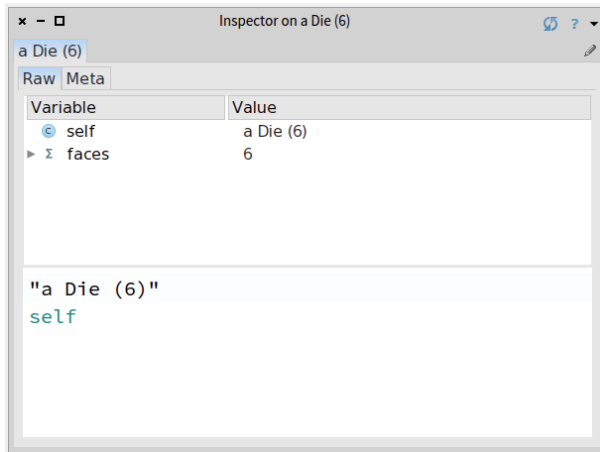 Inspector on a Die (6)
?
a Die (6)
Raw Meta
Variable Value
c self a Die (6)
Σ faces 6
"a Die (6)"
self